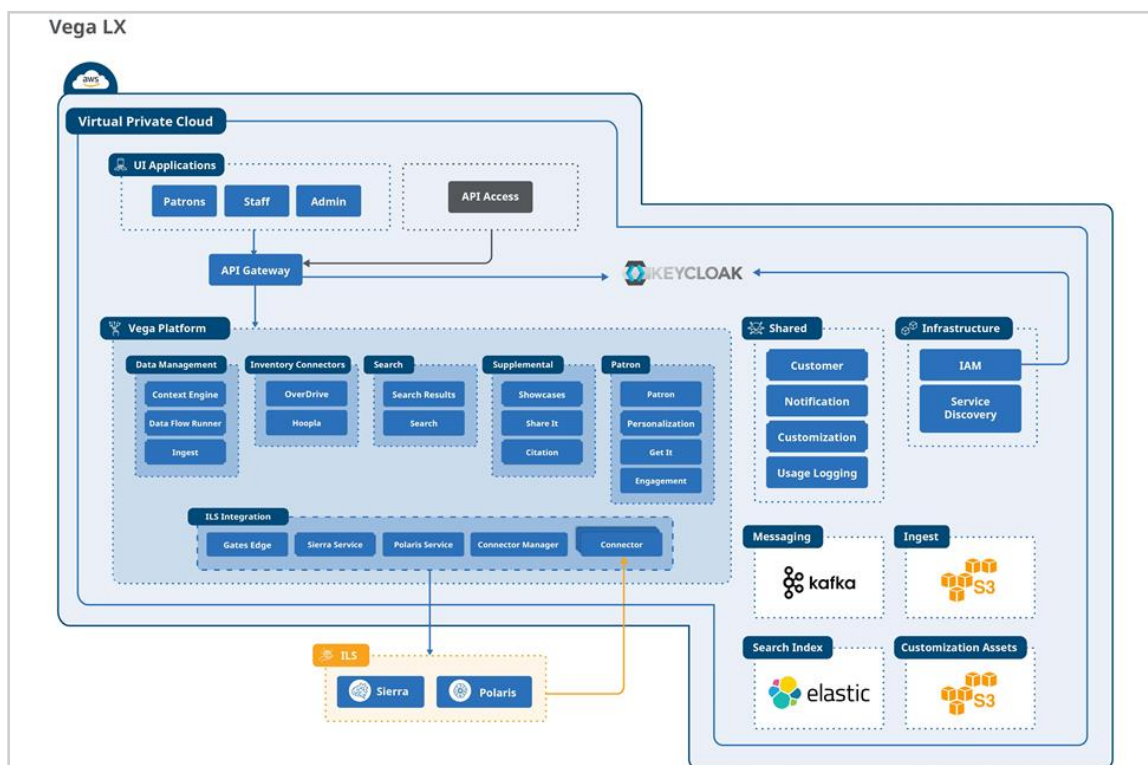 Vega LX
aws
Virtual Private Cloud
UI Applications
Patrons
Staff
Admin
API Access
API Gateway
KEYCLOAK
Vega Platform
Data Management
Context Engine
Data Flow Runner
Ingest
Inventory Connectors
OverDrive
Hoopla
Search
Search Results
Search
Supplemental
Showcases
Share It
Citation
Patron
Patron
Personalization
Get It
Engagement
ILS Integration
Gates Edge
Sierra Service
Polaris Service
Connector Manager
Connector
Shared
Customer
Notification
Customization
Usage Logging
Infrastructure
IAM
Service
Discovery
Messaging
kafka
Ingest
S3
Search Index
elastic
Customization Assets
S3
ILS
Sierra
Polaris